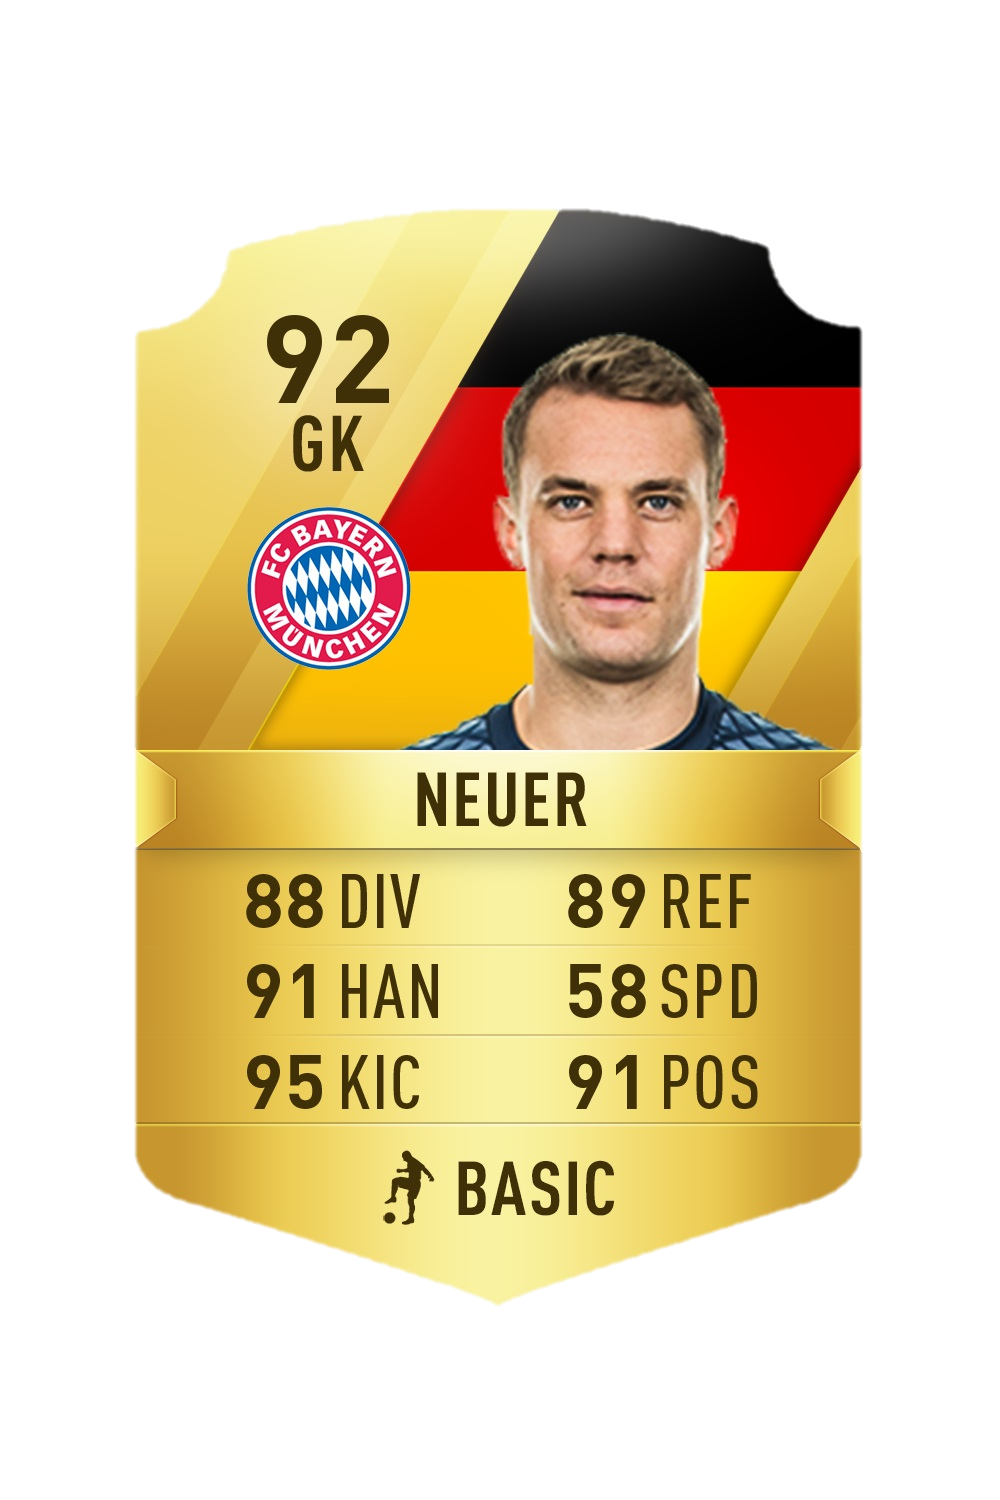 92
GK
FC BAYERN
MÜNCHEN
NEUER
88 DIV 89 REF
91 HAN 58 SPD
95 KIC 91 POS
BASIC